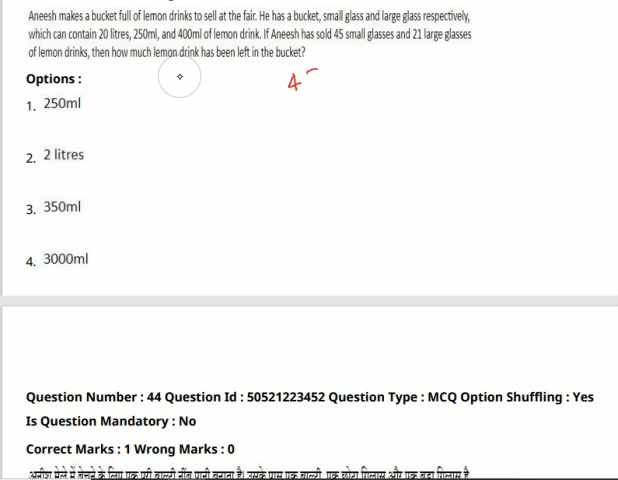 Aneesh makes a bucket full of lemon drinks to sell at the fair. He has a bucket, small glass and large glass respectively,
which can contain 20 litres, 250ml, and 400ml of lemon drink. If Aneesh has sold 45 small glasses and 21 large glasses
of lemon drinks, then how much lemon drink has been left in the bucket?
Options :
4
1. 250ml
2. 2 litres
3. 350ml
4. 3000ml
Question Number : 44 Question Id : 50521223452 Question Type : MCQ Option Shuffling : Yes
Is Question Mandatory : No
Correct Marks : 1 Wrong Marks : 0